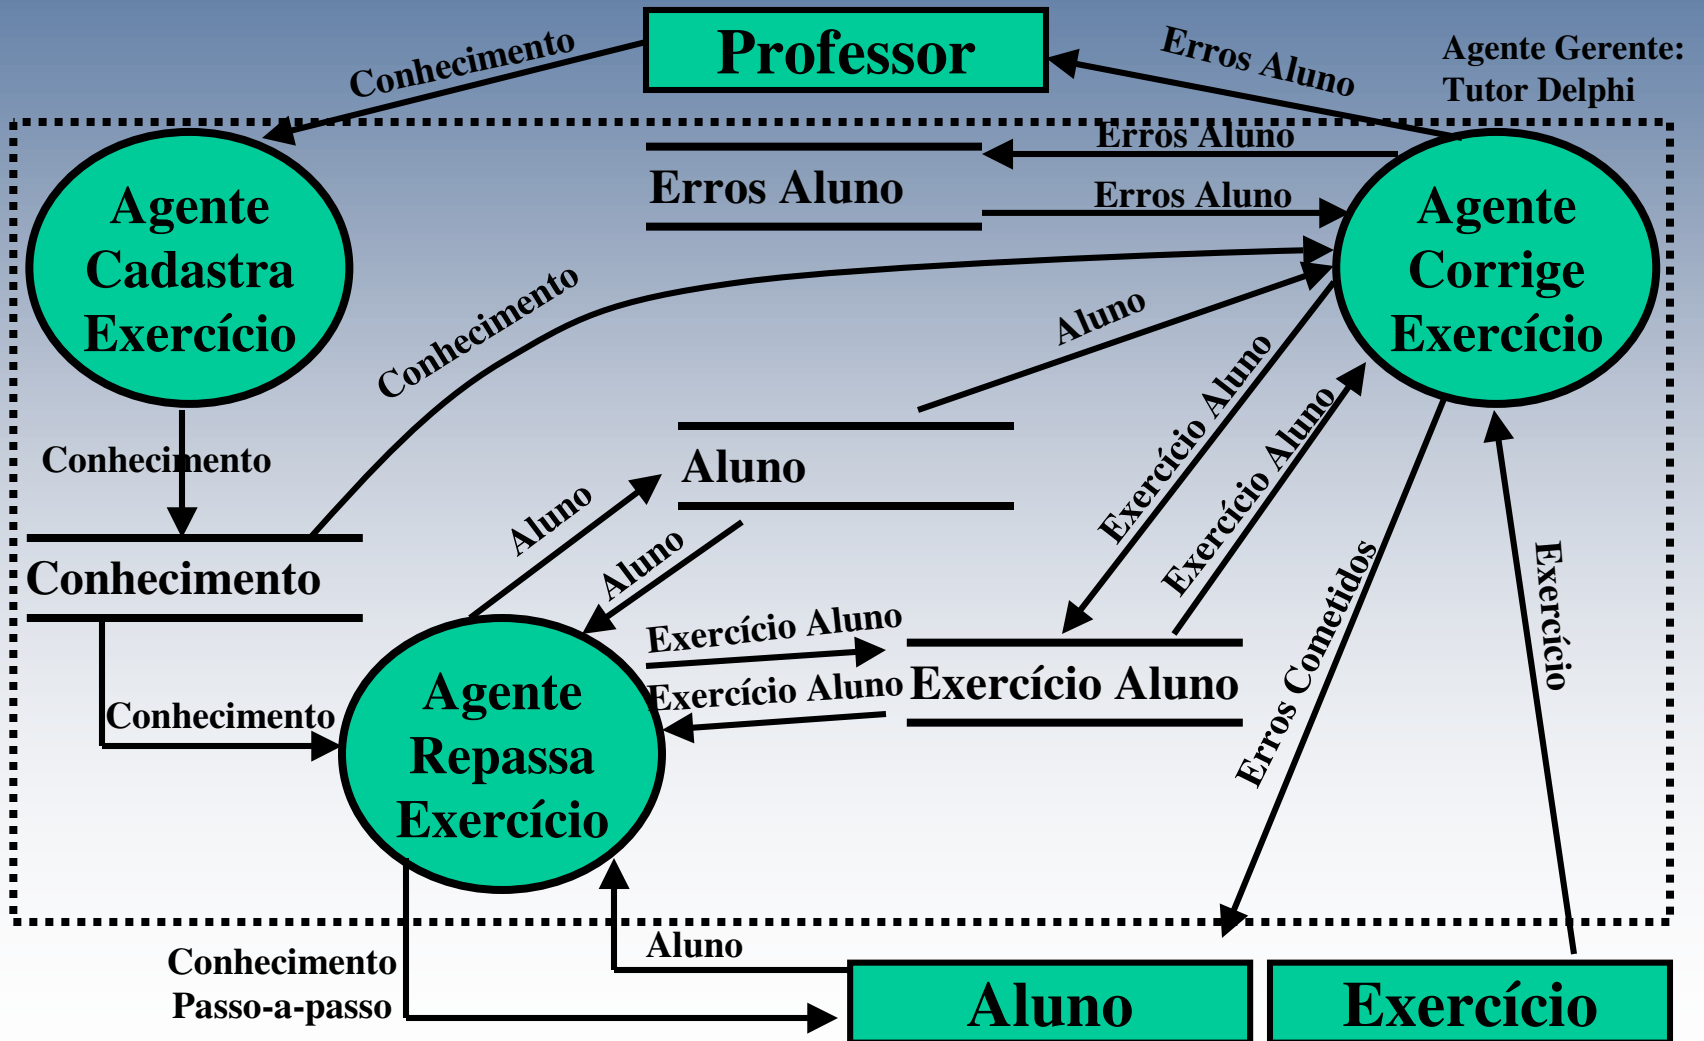 Professor
Conhecimento
Erros Aluno
Agente Gerente:
Tutor Delphi
Erros Aluno
Erros Aluno
Erros Aluno
Agente
Cadastra
Exercício
Agente
Corrige
Exercício
Conhecimento
Aluno
Exercício Aluno
Exercício Aluno
Conhecimento
Aluno
Aluno
Aluno
Conhecimento
Exercício Aluno
Exercício Aluno
Exercício Aluno
Erros Cometidos
Exercício
Conhecimento
Agente
Repassa
Exercício
Aluno
Conhecimento
Passo-a-passo
Aluno
Exercício